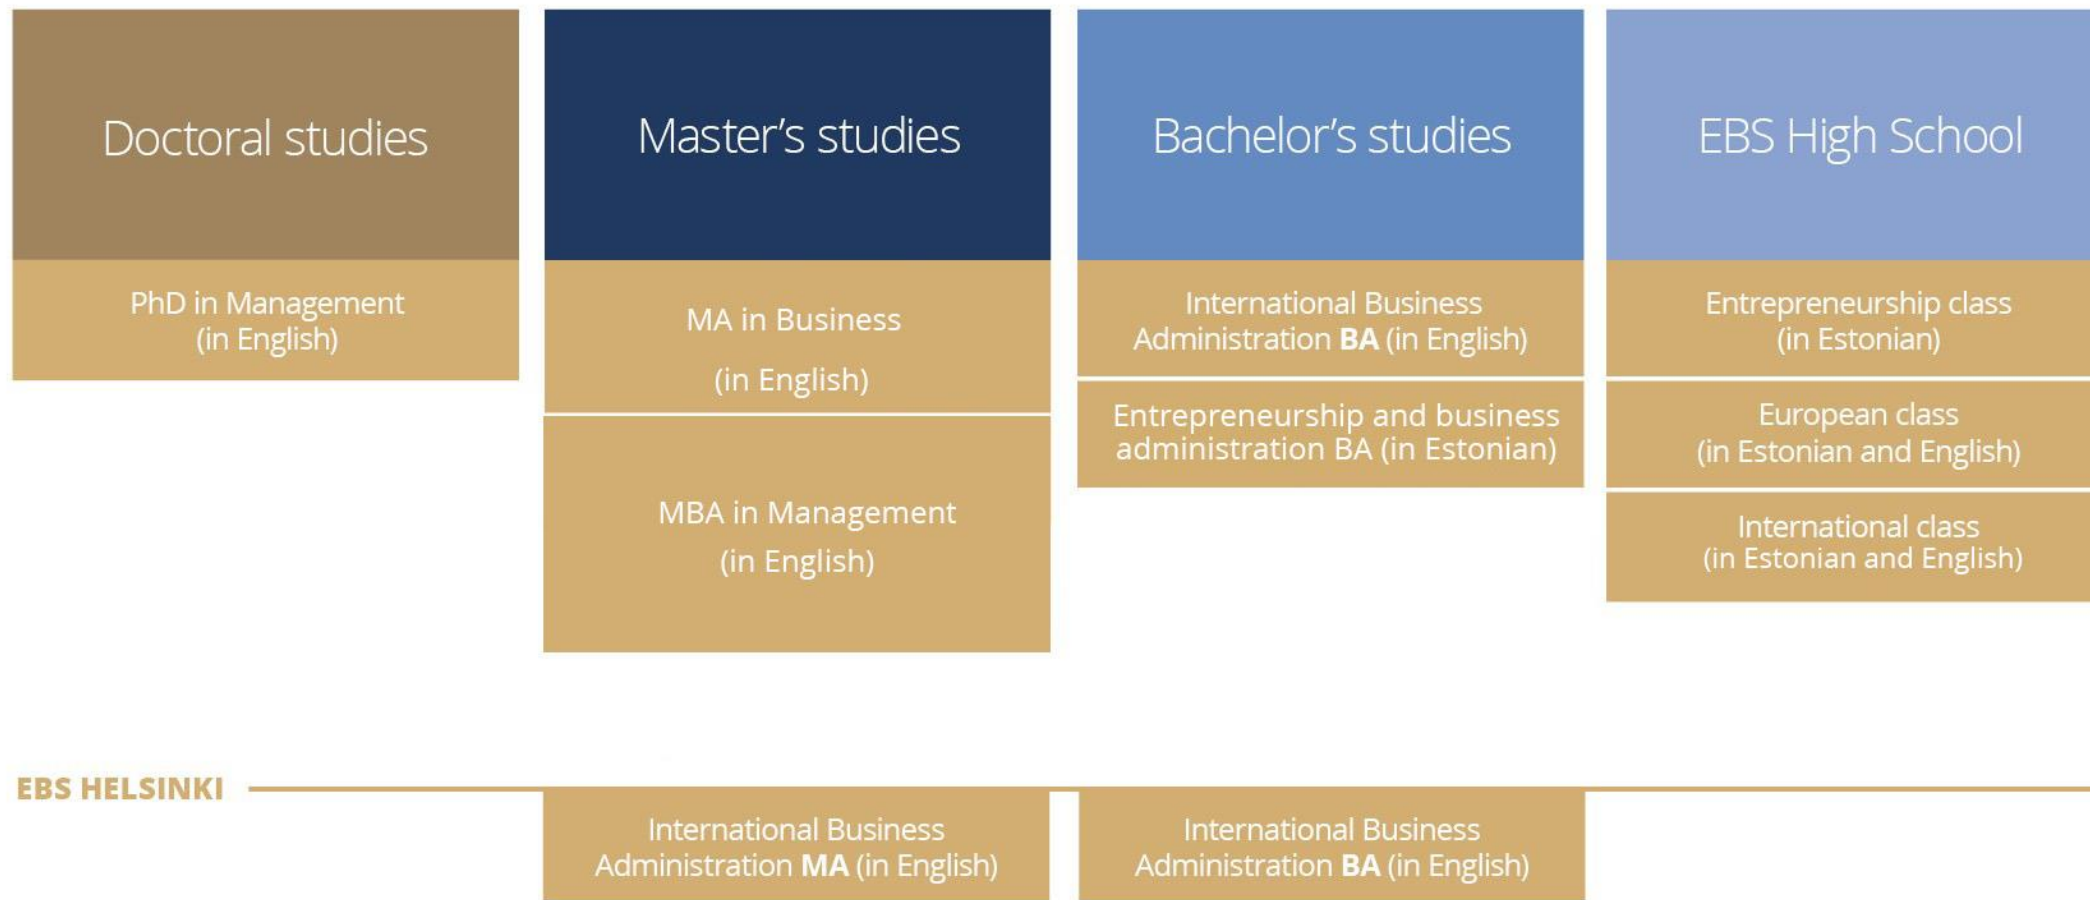 Doctoral studies
PhD in Management
(in English)
Master's studies
MA in Business
(in English)
MBA in Management
(in English)
Bachelor's studies
International Business
Administration BA (in English)
Entrepreneurship and business
administration BA (in Estonian)
EBS High School
Entrepreneurship class
(in Estonian)
European class
(in Estonian and English)
International class
(in Estonian and English)
EBS HELSINKI
International Business
Administration MA (in English)
International Business
Administration BA (in English)